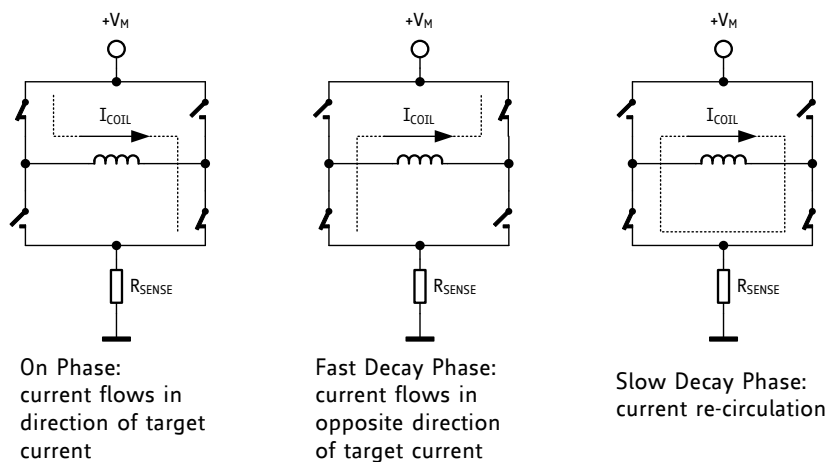 +VM
ICOIL
RSENSE
On Phase:
current flows in
direction of target
current
+VM
ICOIL
RSENSE
Fast Decay Phase:
current flows in
opposite direction
of target current
+VM
ICOIL
RSENSE
Slow Decay Phase:
current re-circulation